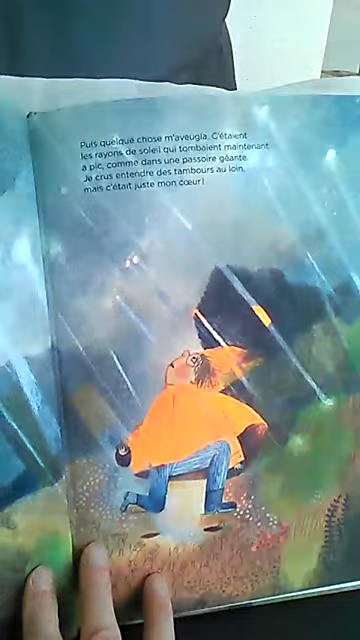 Puis quelque chose m'aveugla. C'étaient
les rayons de soleil qui tombaient maintenant
à pic, comme dans une passoire géante.
Je crus entendre des tambours au loin,
mais c'était juste mon cœur!